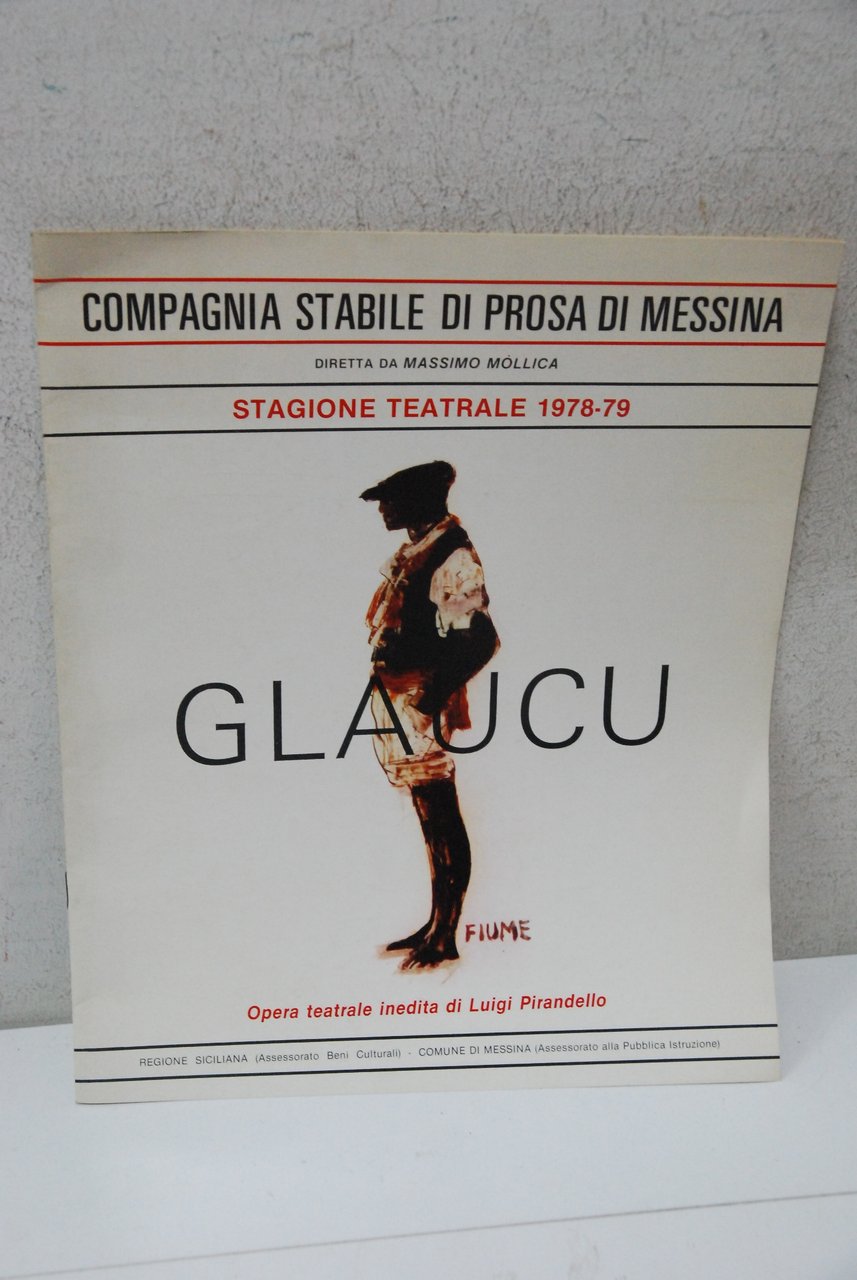 COMPAGNIA STABILE DI PROSA DI MESSINA
DIRETTA DA MASSIMO MÓLLICA
STAGIONE TEATRALE 1978-79
GLAUCU
FIUME
Opera teatrale inedita di Luigi Pirandello
REGIONE SICILIANA (Assessorato Beni Culturali) - COMUNE DI MESSINA (Assessorato alla Pubblica Istruzione)